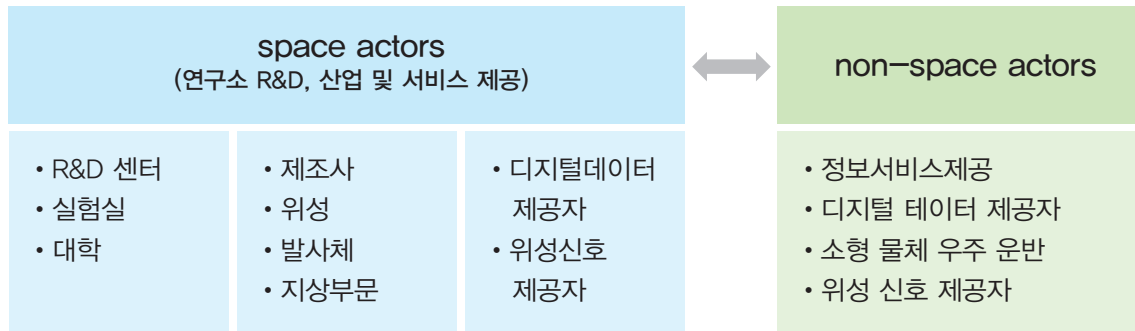 space actors
(연구소 R&D, 산업 및 서비스 제공)
non-space actors
• R&D 센터
• 실험실
• 대학
• 제조사
• 위성
• 발사체
• 지상부문
• 디지털데이터
제공자
• 위성신호
제공자
• 정보서비스제공
• 디지털 테이터 제공자
• 소형 물체 우주 운반
• 위성 신호 제공자